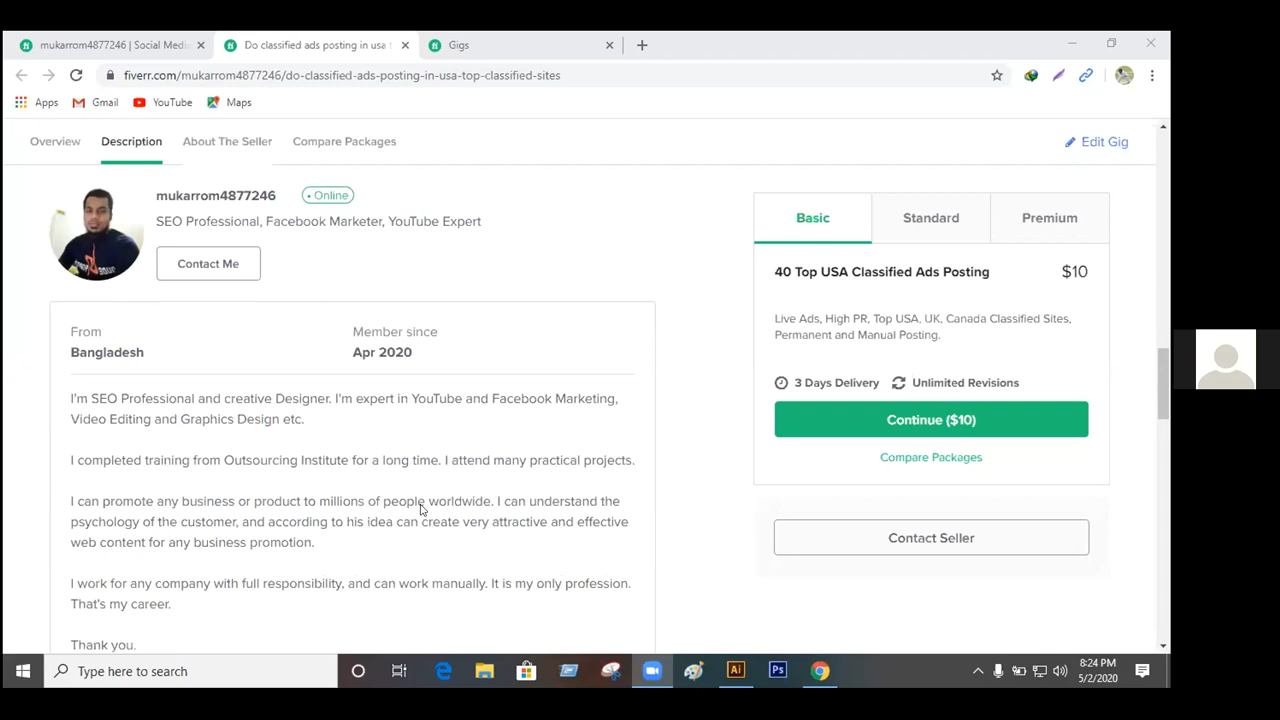 mukarrom4877246 | Social Medi
Do classified ads posting in usa t
Gigs
fiverr.com/mukarrom4877246/do-classified-ads-posting-in-usa-top-classified-sites
Apps
Gmail
YouTube
Maps
Overview
Description
About The Seller
Compare Packages
Edit Gig
mukarrom4877246
• Online
SEO Professional, Facebook Marketer, YouTube Expert
Contact Me
From
Member since
Bangladesh
Apr 2020
I'm SEO Professional and creative Designer. I'm expert in YouTube and Facebook Marketing,
Video Editing and Graphics Design etc.
I completed training from Outsourcing Institute for a long time. I attend many practical projects.
I can promote any business or product to millions of people worldwide. I can understand the
psychology of the customer, and according to his idea can create very attractive and effective
web content for any business promotion.
I work for any company with full responsibility, and can work manually. It is my only profession.
That's my career.
Thank you.
Basic
Standard
Premium
40 Top USA Classified Ads Posting
$10
Live Ads, High PR, Top USA, UK, Canada Classified Sites,
Permanent and Manual Posting.
3 Days Delivery
Unlimited Revisions
Continue ($10)
Compare Packages
Contact Seller
Type here to search
Ai
Ps
8:24 PM
5/2/2020